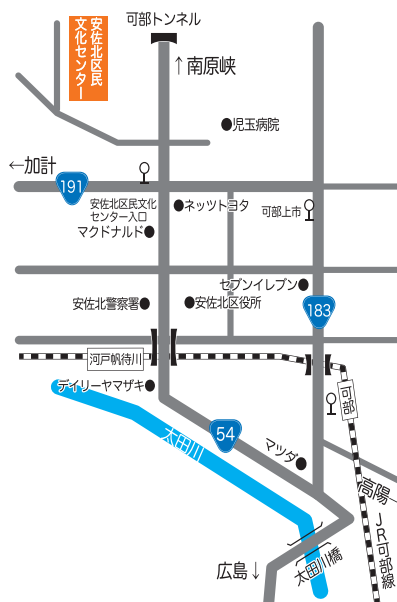 可部トンネル
安佐北区民
文化センター
↑南原峡
児玉病院
←加計
191
安佐北区民文化
センター入口
ネッツトヨタ
可部上市
マクドナルド
セブンイレブン
安佐北警察署
安佐北区役所
183
河戸帆待川
デイリーヤマザキ
可部
54
太田川
マツダ
高陽→
JR可部線
太田川橋
広島↓